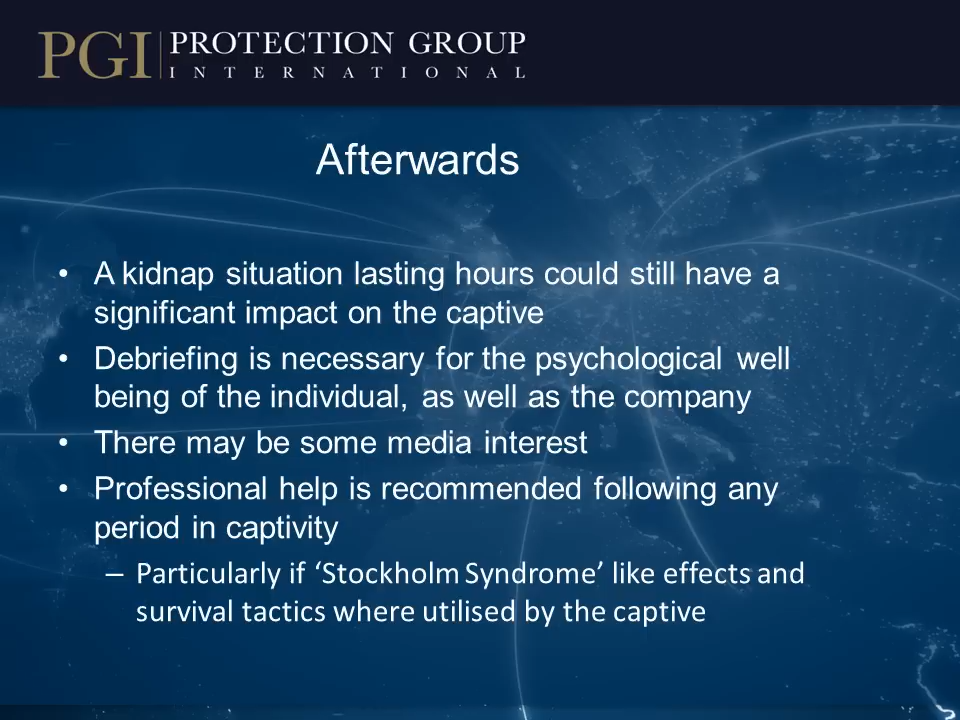 PGI PROTECTION GROUP
INTERNATIONAL
Afterwards
• A kidnap situation lasting hours could still have a
significant impact on the captive
• Debriefing is necessary for the psychological well
being of the individual, as well as the company
• There may be some media interest
• Professional help is recommended following any
period in captivity
– Particularly if ‘Stockholm Syndrome’ like effects and
survival tactics where utilised by the captive